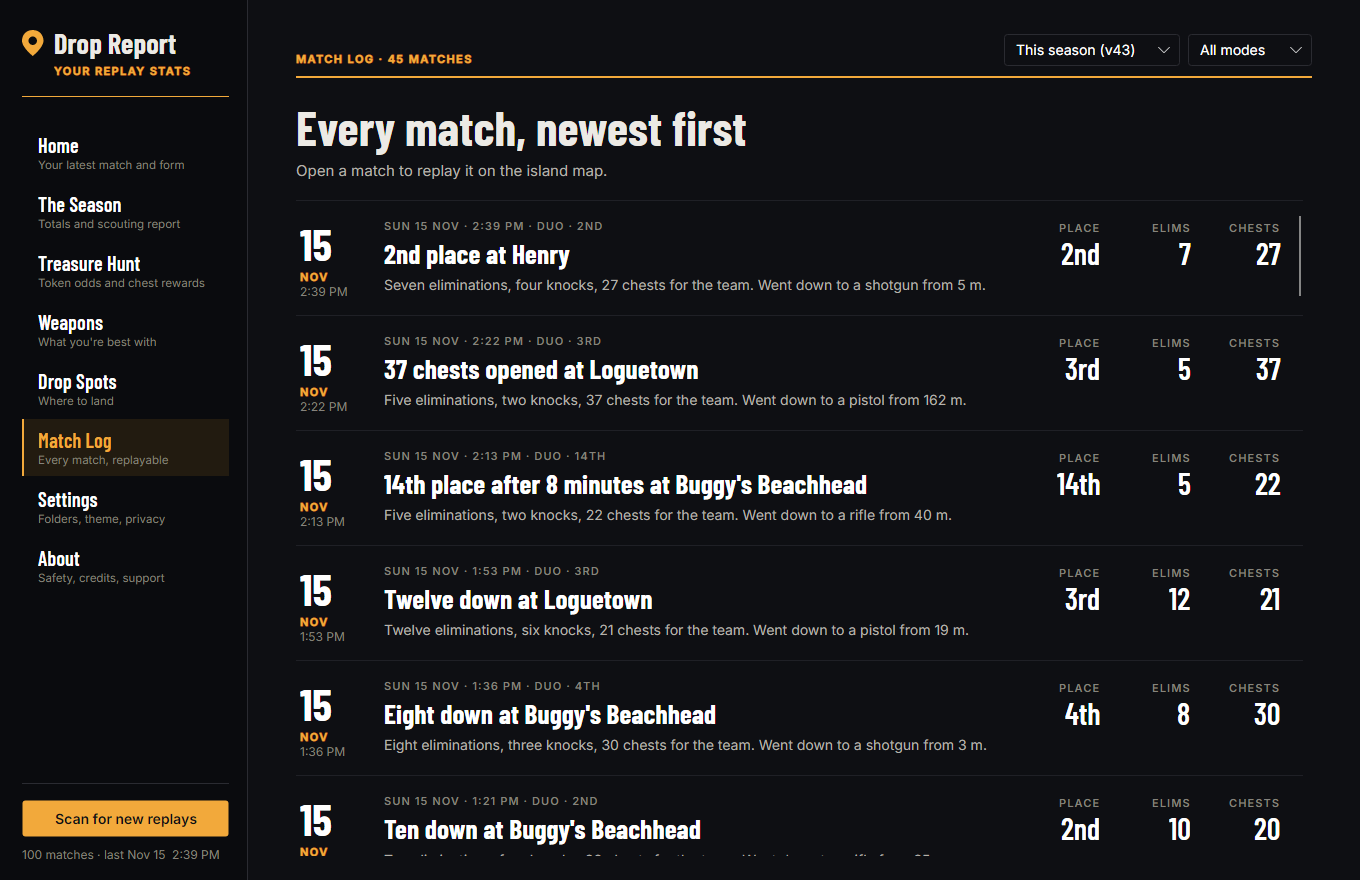 Drop Report
YOUR REPLAY STATS
Home
Your latest match and form
The Season
Totals and scouting report
Treasure Hunt
Token odds and chest rewards
Weapons
What you're best with
Drop Spots
Where to land
Match Log
Every match, replayable
Settings
Folders, theme, privacy
About
Safety, credits, support
Scan for new replays
100 matches · last Nov 15 2:39 PM
MATCH LOG · 45 MATCHES
This season (v43)
All modes
Every match, newest first
Open a match to replay it on the island map.
15
NOV
2:39 PM
SUN 15 NOV · 2:39 PM · DUO · 2ND
2nd place at Henry
Seven eliminations, four knocks, 27 chests for the team. Went down to a shotgun from 5 m.
PLACE ELIMS CHESTS
2nd 7 27
15
NOV
2:22 PM
SUN 15 NOV · 2:22 PM · DUO · 3RD
37 chests opened at Loguetown
Five eliminations, two knocks, 37 chests for the team. Went down to a pistol from 162 m.
PLACE ELIMS CHESTS
3rd 5 37
15
NOV
2:13 PM
SUN 15 NOV · 2:13 PM · DUO · 14TH
14th place after 8 minutes at Buggy's Beachhead
Five eliminations, two knocks, 22 chests for the team. Went down to a rifle from 40 m.
PLACE ELIMS CHESTS
14th 5 22
15
NOV
1:53 PM
SUN 15 NOV · 1:53 PM · DUO · 3RD
Twelve down at Loguetown
Twelve eliminations, six knocks, 21 chests for the team. Went down to a pistol from 19 m.
PLACE ELIMS CHESTS
3rd 12 21
15
NOV
1:36 PM
SUN 15 NOV · 1:36 PM · DUO · 4TH
Eight down at Buggy's Beachhead
Eight eliminations, three knocks, 30 chests for the team. Went down to a shotgun from 3 m.
PLACE ELIMS CHESTS
4th 8 30
15
NOV
SUN 15 NOV · 1:21 PM · DUO · 2ND
Ten down at Buggy's Beachhead
PLACE ELIMS CHESTS
2nd 10 20